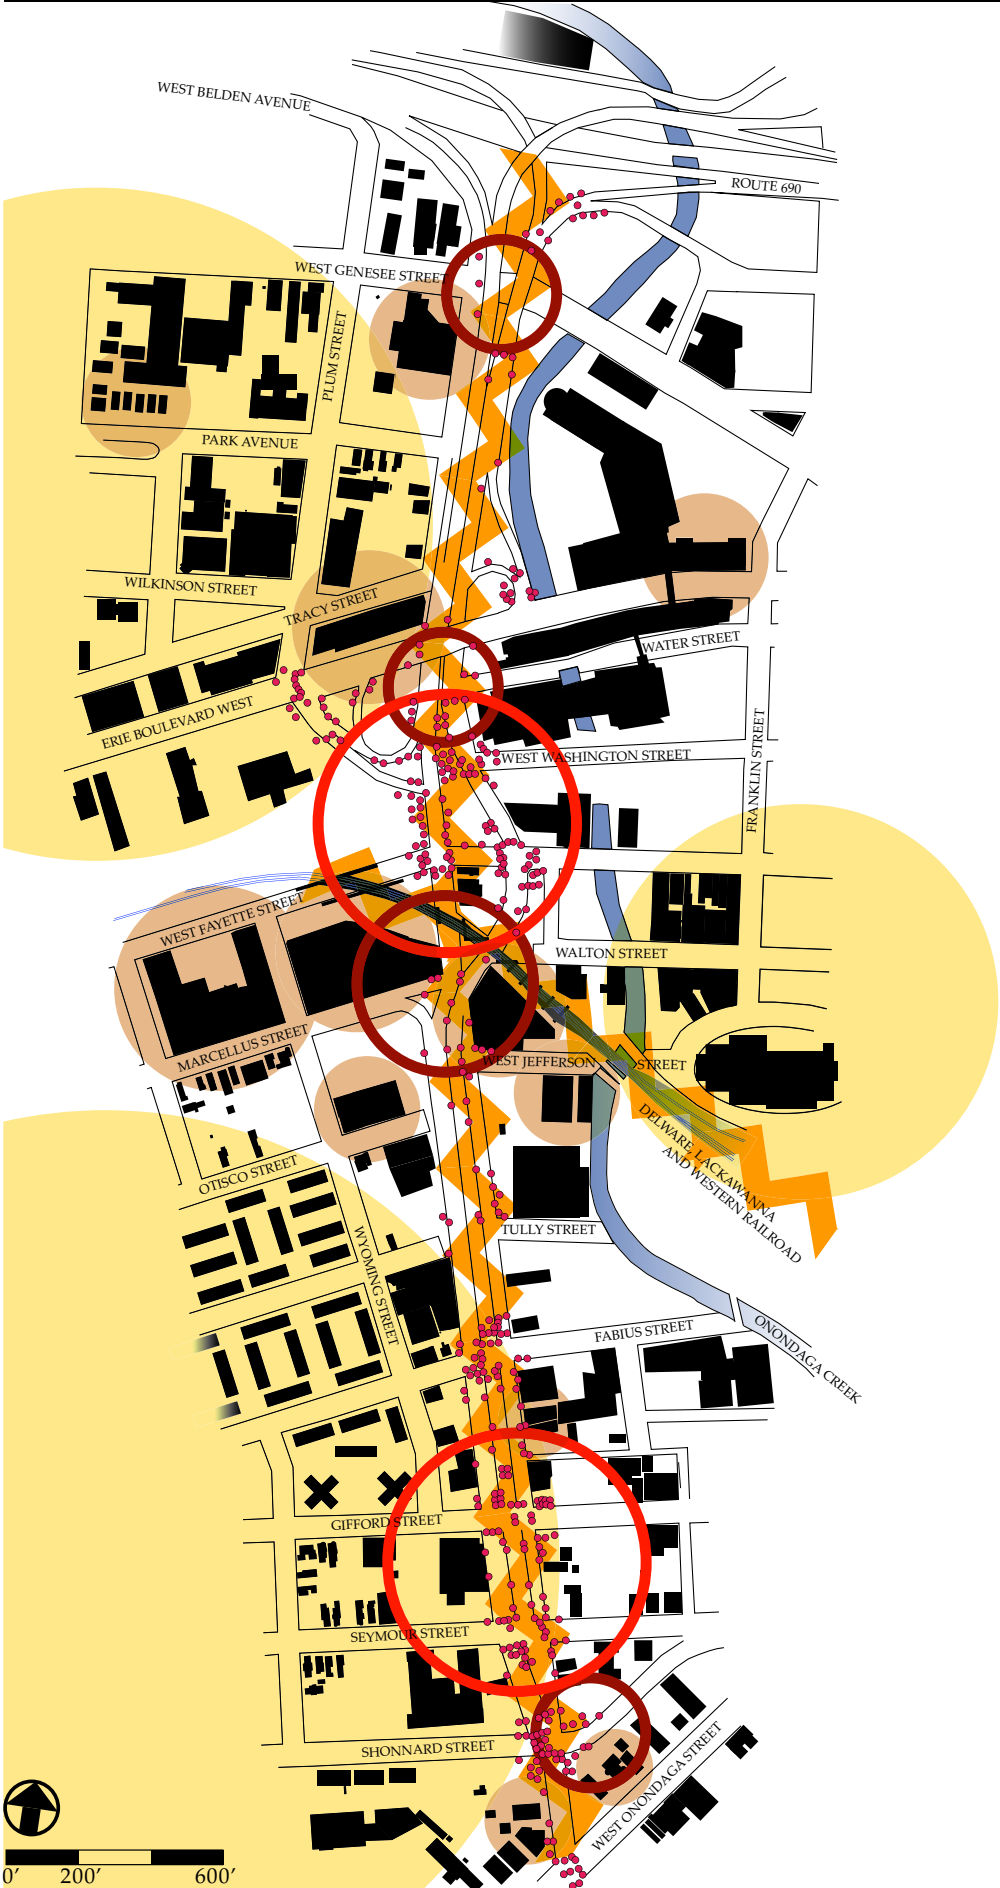 WEST BELDEN AVENUE
ROUTE 690
WEST GENESEE STREET
PLUM STREET
PARK AVENUE
WILKINSON STREET
TRACY STREET
WATER STREET
ERIE BOULEVARD WEST
WEST WASHINGTON STREET
FRANKLIN STREET
WEST FAYETTE STREET
WALTON STREET
MARCELLUS STREET
WEST JEFFERSON STREET
DELWARE, LACKAWANNA
AND WESTERN RAILROAD
OTISCO STREET
TULLY STREET
WYOMING STREET
FABIUS STREET
ONONDAGA CREEK
GIFFORD STREET
SEYMOUR STREET
SHONNARD STREET
WEST ONONDAGA STREET
0' 200' 600'